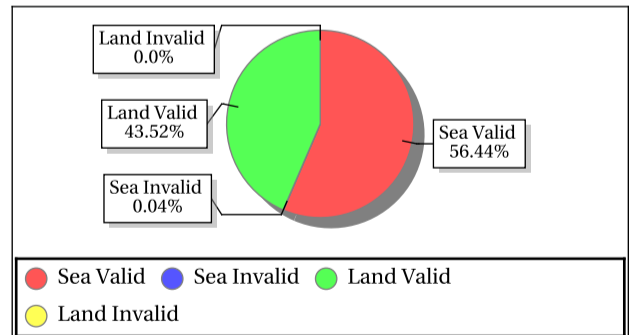 Land Invalid
0.0%
Land Valid
43.52%
Sea Valid
56.44%
Sea Invalid
0.04%
Sea Valid
Sea Invalid
Land Valid
Land Invalid